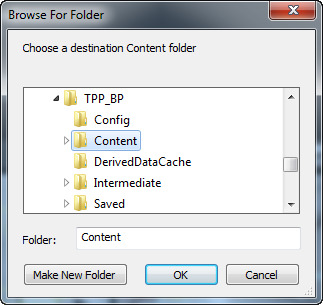 Browse For Folder
Choose a destination Content folder
TPP_BP
Config
Content
DerivedDataCache
Intermediate
Saved
Folder: Content
Make New Folder OK Cancel